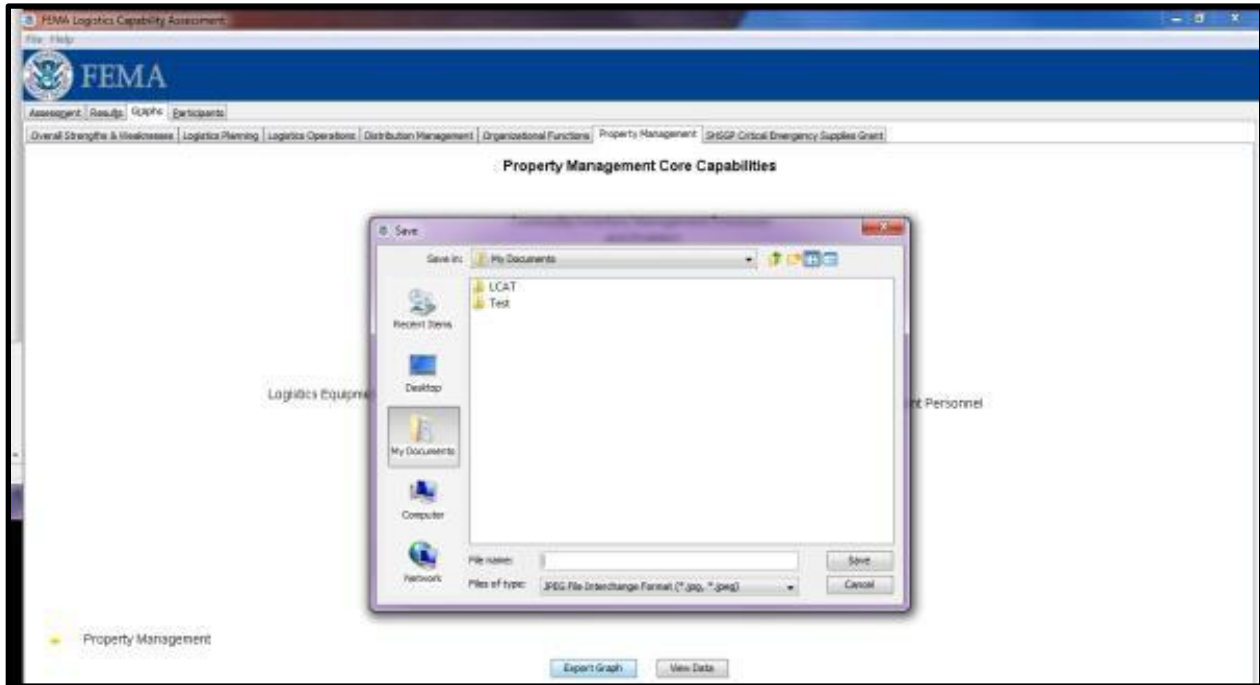 FEMA Logistics Capability Assessment
File Help
FEMA
Assessment Results Graphs Participants
Overall Strengths & Weaknesses Logistics Planning Logistics Operations Distribution Management Organizational Functions Property Management SHSGP Critical Emergency Supplies Grant
Property Management Core Capabilities
Save
Save in: My Documents
LCAT
Test
Recent Items
Desktop
My Documents
Computer
Network
Logistics Equipme
nt Personnel
File name:
Save
Files of type: JPEG File Interchange Format (*.jpg, *.jpeg)
Cancel
Property Management
Export Graph View Data